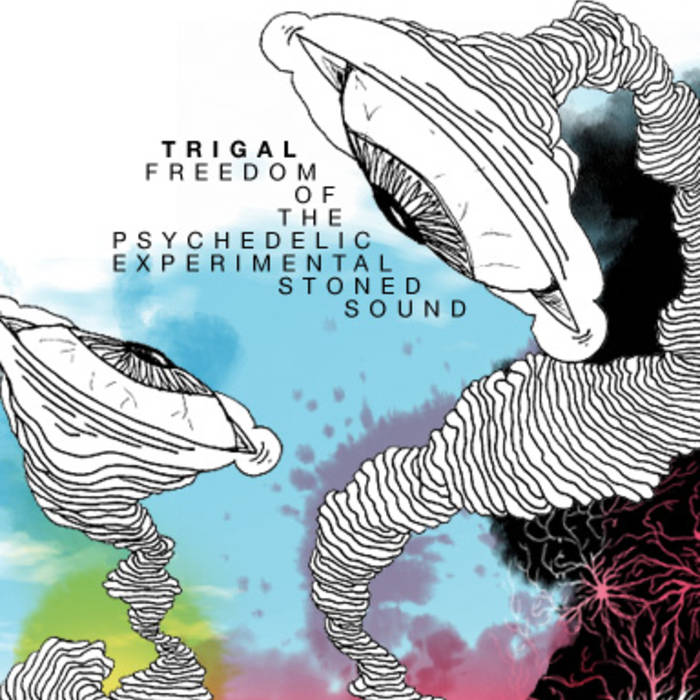 TRIGAL
FREEDOM
OF
THE
PSYCHEDELIC
EXPERIMENTAL
STONED
SOUND